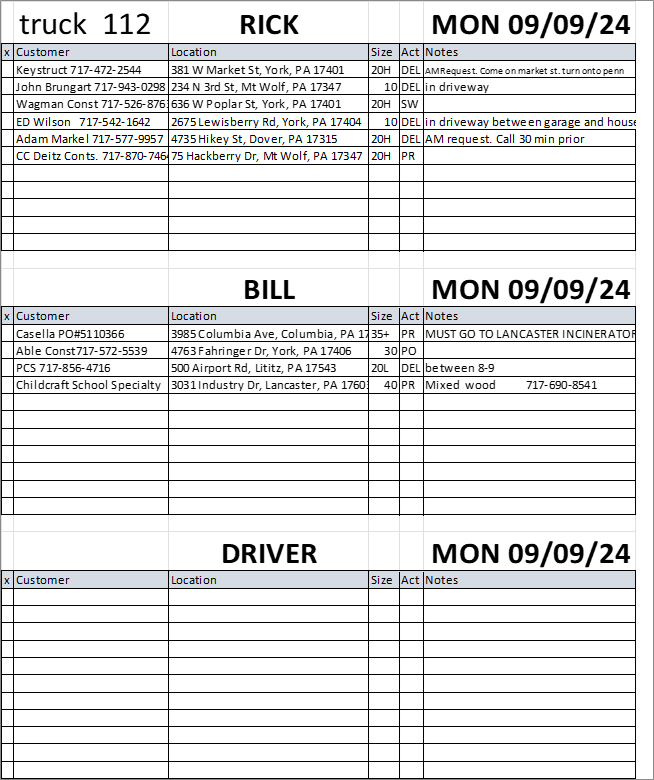 truck 112 RICK MON 09/09/24
x Customer Location Size Act Notes
Keystruct 717-472-2544 381 W Market St, York, PA 17401 20H DEL AM Request. Come on market st. turn onto penn
John Brungart 717-943-0298 234 N 3rd St, Mt Wolf, PA 17347 10 DEL in driveway
Wagman Const 717-526-876 636 W Poplar St, York, PA 17401 20H SW
ED Wilson 717-542-1642 2675 Lewisberry Rd, York, PA 17404 10 DEL in driveway between garage and house
Adam Markel 717-577-9957 4735 Hikey St, Dover, PA 17315 20H DEL AM request. Call 30 min prior
CC Deitz Conts. 717-870-746 75 Hackberry Dr, Mt Wolf, PA 17347 20H PR
BILL MON 09/09/24
x Customer Location Size Act Notes
Casella PO#5110366 3985 Columbia Ave, Columbia, PA 17 35+ PR MUST GO TO LANCASTER INCINERATOR
Able Const717-572-5539 4763 Fahringer Dr, York, PA 17406 30 PO
PCS 717-856-4716 500 Airport Rd, Lititz, PA 17543 20L DEL between 8-9
Childcraft School Specialty 3031 Industry Dr, Lancaster, PA 1760 40 PR Mixed wood 717-690-8541
DRIVER MON 09/09/24
x Customer Location Size Act Notes